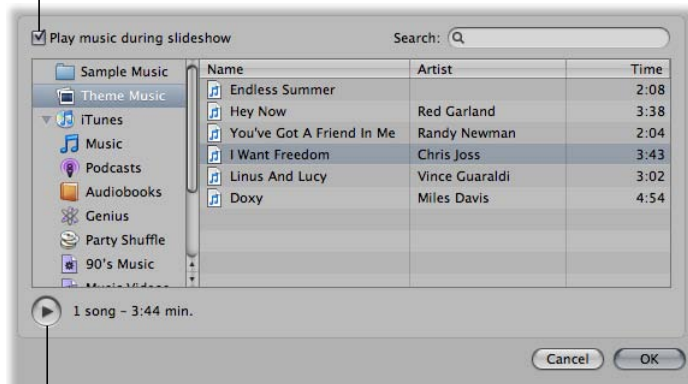 Play music during slideshow
Search:
Sample Music
Theme Music
iTunes
Music
Podcasts
Audiobooks
Genius
Party Shuffle
90's Music
Music Videos
Name Artist Time
Endless Summer 2:08
Hey Now Red Garland 3:38
You've Got A Friend In Me Randy Newman 2:04
I Want Freedom Chris Joss 3:43
Linus And Lucy Vince Guaraldi 3:02
Doxy Miles Davis 4:54
1 song – 3:44 min.
Cancel OK